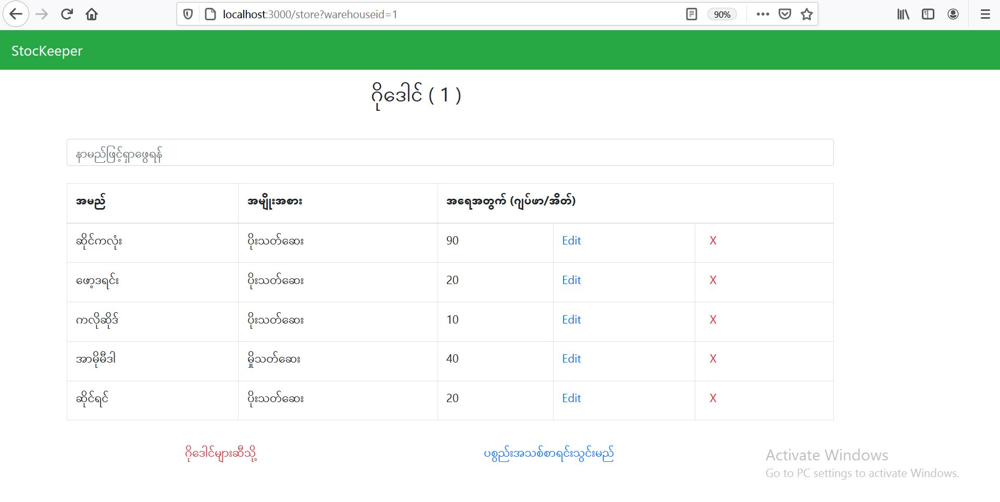 localhost:3000/store?warehouseid=1
90%
StocKeeper
ဂိုဒေါင် ( 1 )
နာမည်ဖြင့်ရှာဖွေရန်
အမည် အမျိုးအစား အရေအတွက် (ဂျပ်ဖာ/အိတ်)
ဆိုင်ကလုံး ပိုးသတ်ဆေး 90 Edit X
ဖော့ဒရင်း ပိုးသတ်ဆေး 20 Edit X
ကလိုဆိုဒ် ပိုးသတ်ဆေး 10 Edit X
အာမိုမီဒါ မှိုသတ်ဆေး 40 Edit X
ဆိုင်ရင် ပိုးသတ်ဆေး 20 Edit X
ဂိုဒေါင်များဆီသို့ ပစ္စည်းအသစ်စာရင်းသွင်းမည်
Activate Windows
Go to PC settings to activate Windows.